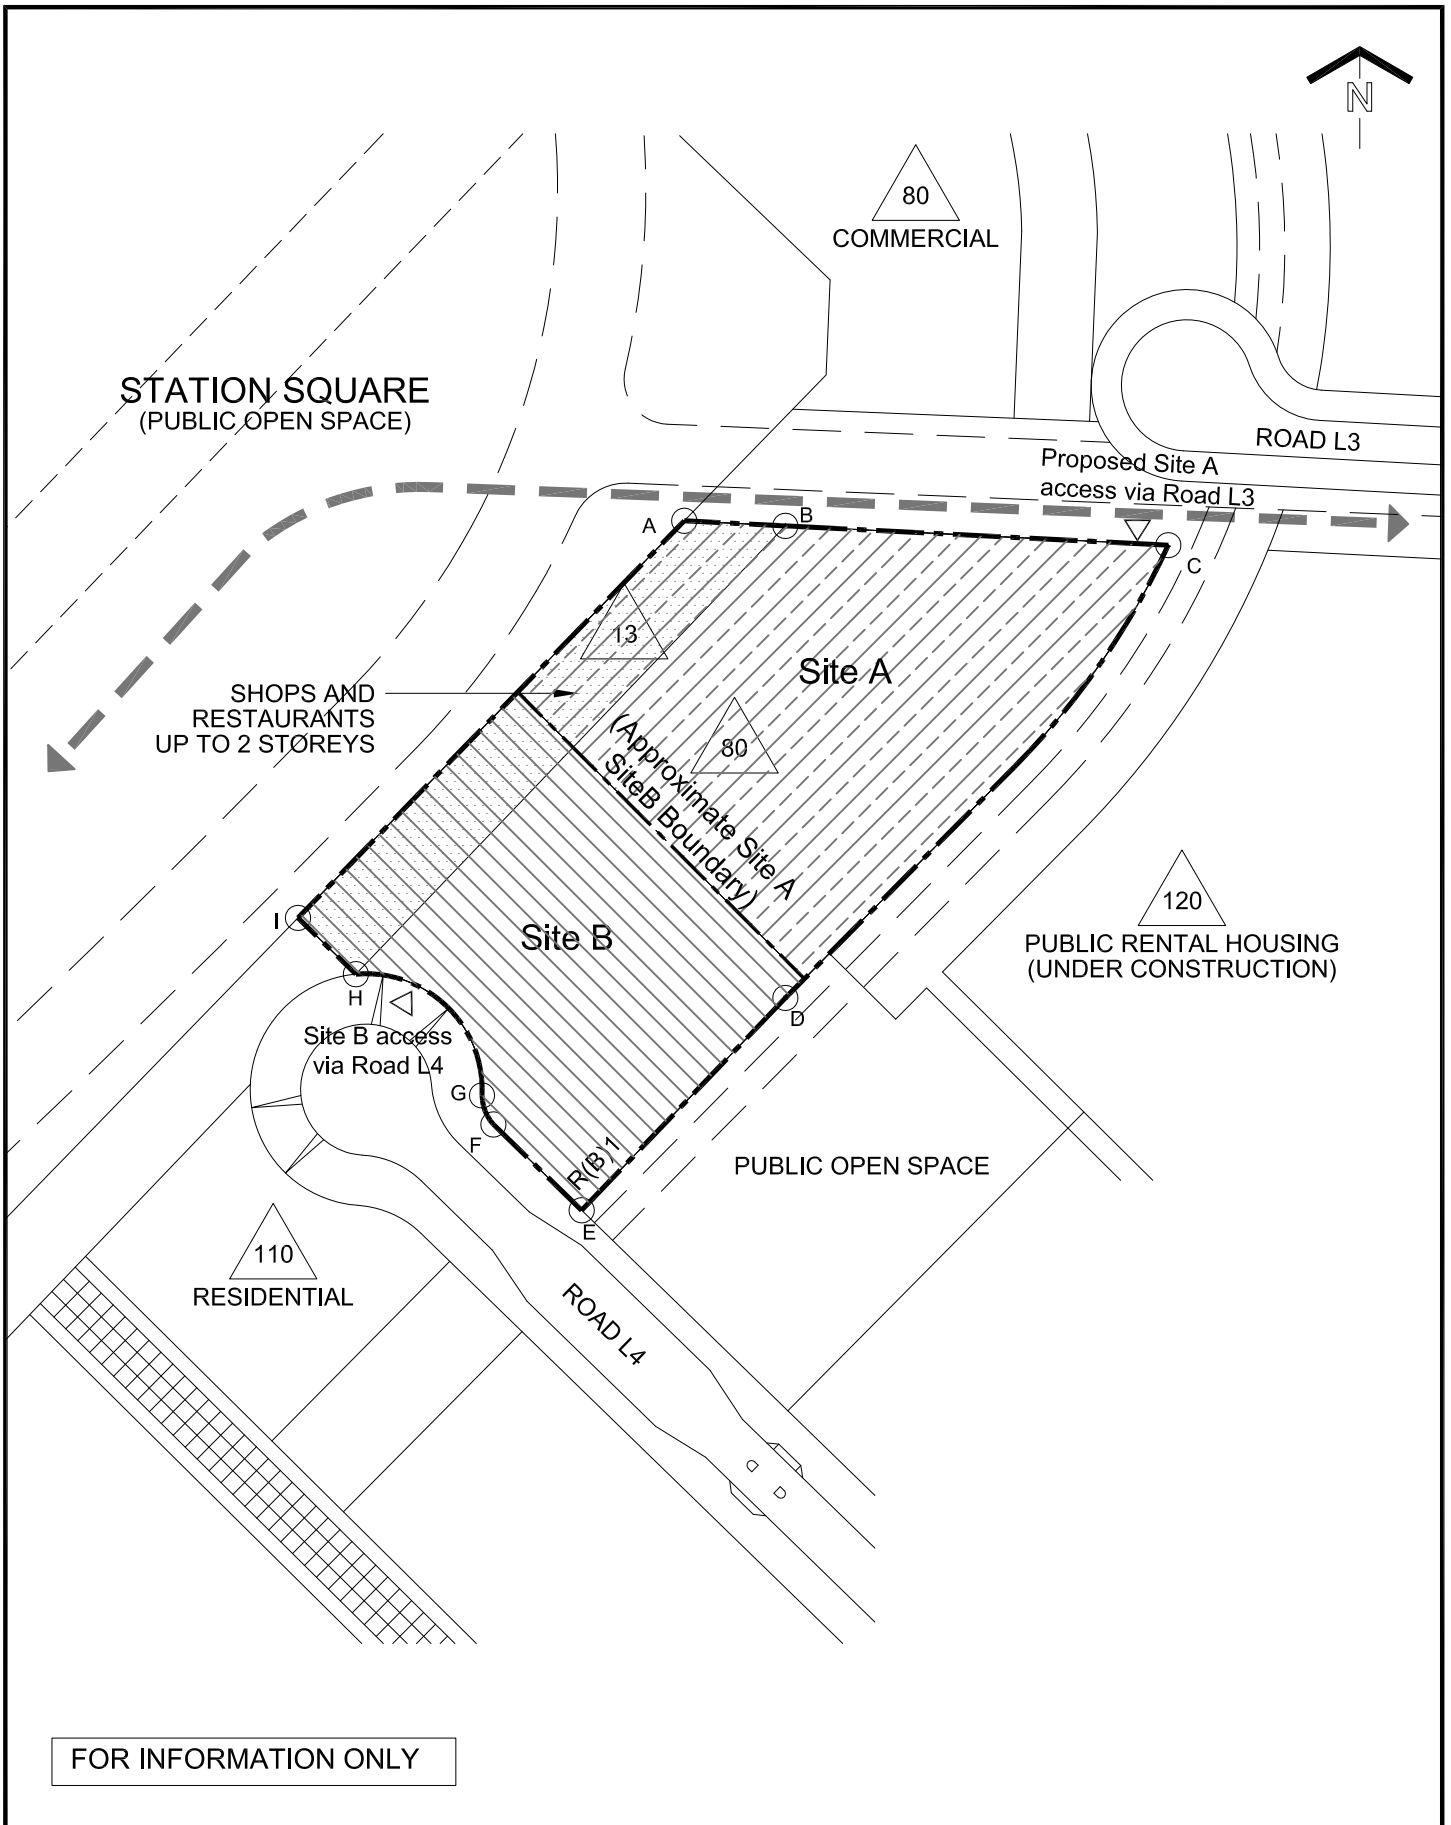 N
80
COMMERCIAL
STATION SQUARE
(PUBLIC OPEN SPACE)
ROAD L3
Proposed Site A
access via Road L3
A
B
C
13
Site A
SHOPS AND
RESTAURANTS
UP TO 2 STOREYS
80
(Approximate Site A
SiteB Boundary)
120
PUBLIC RENTAL HOUSING
(UNDER CONSTRUCTION)
I
Site B
H
D
Site B access
via Road L4
G
F
R(B)1
PUBLIC OPEN SPACE
E
110
RESIDENTIAL
ROAD L4
D
D
FOR INFORMATION ONLY